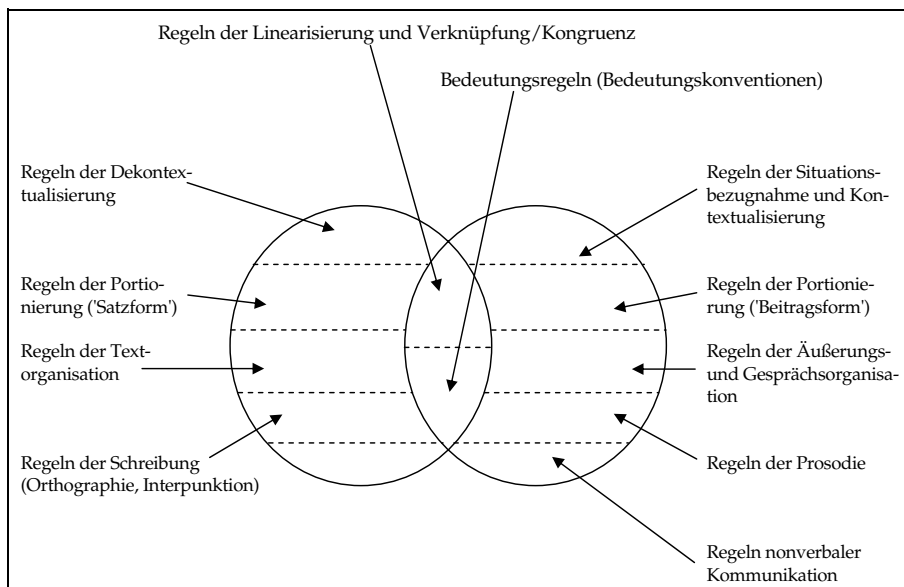 Regeln der Linearisierung und Verknüpfung/Kongruenz
Bedeutungsregeln (Bedeutungskonventionen)
Regeln der Dekontex-
tualisierung
Regeln der Portio-
nierung ('Satzform')
Regeln der Text-
organisation
Regeln der Schreibung
(Orthographie, Interpunktion)
Regeln der Situations-
bezugnahme und Kon-
textualisierung
Regeln der Portionie-
rung ('Beitragsform')
Regeln der Äußerungs-
und Gesprächsorganisa-
tion
Regeln der Prosodie
Regeln nonverbaler
Kommunikation